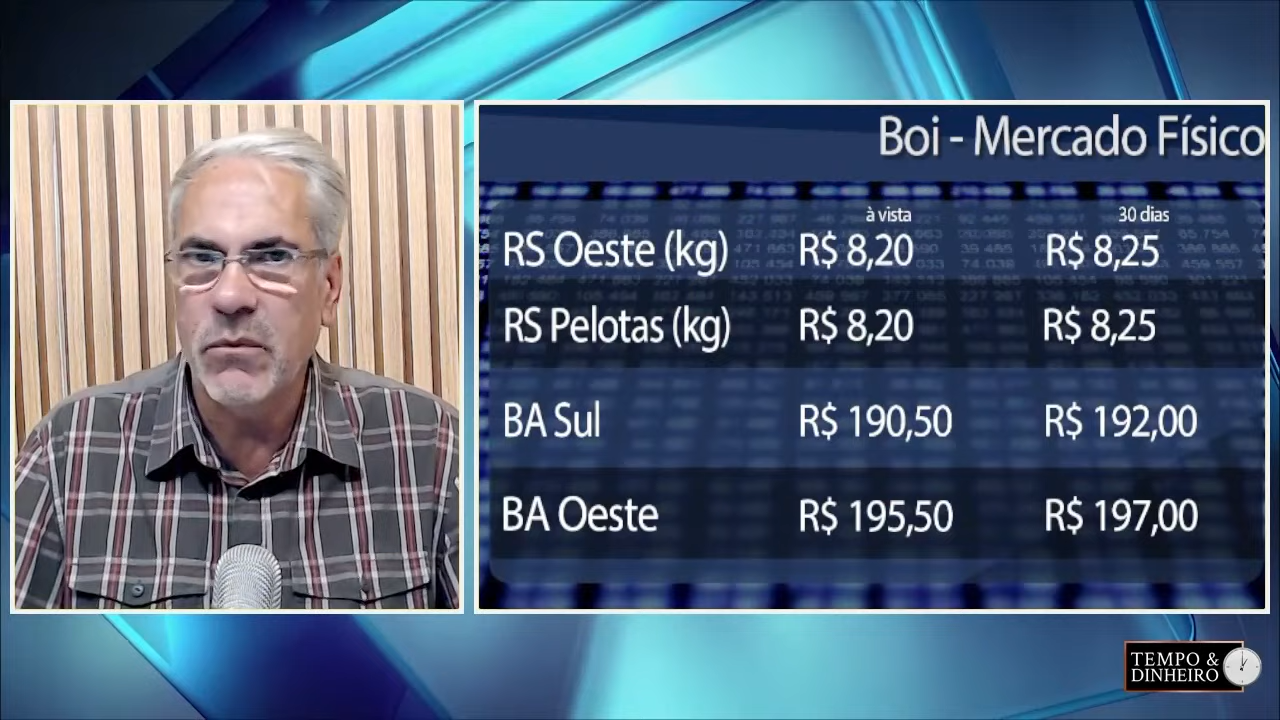 Boi - Mercado Físico
à vista 30 dias
RS Oeste (kg) R$ 8,20 R$ 8,25
RS Pelotas (kg) R$ 8,20 R$ 8,25
BA Sul R$ 190,50 R$ 192,00
BA Oeste R$ 195,50 R$ 197,00
TEMPO &
DINHEIRO